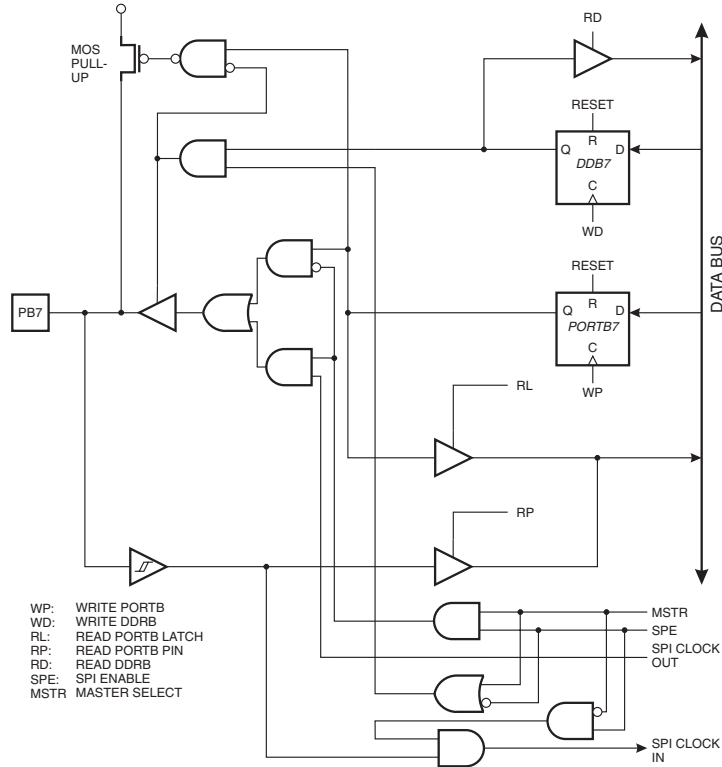 RD
MOS
PULL-
UP
RESET
R
Q
D
DDB7
C
WD
DATA BUS
RESET
R
Q
D
PORTB7
C
WP
PB7
RL
RP
WP: WRITE PORTB
WD: WRITE DDRB
RL: READ PORTB LATCH
RP: READ PORTB PIN
RD: READ DDRB
SPE: SPI ENABLE
MSTR MASTER SELECT
MSTR
SPE
SPI CLOCK
OUT
SPI CLOCK
IN